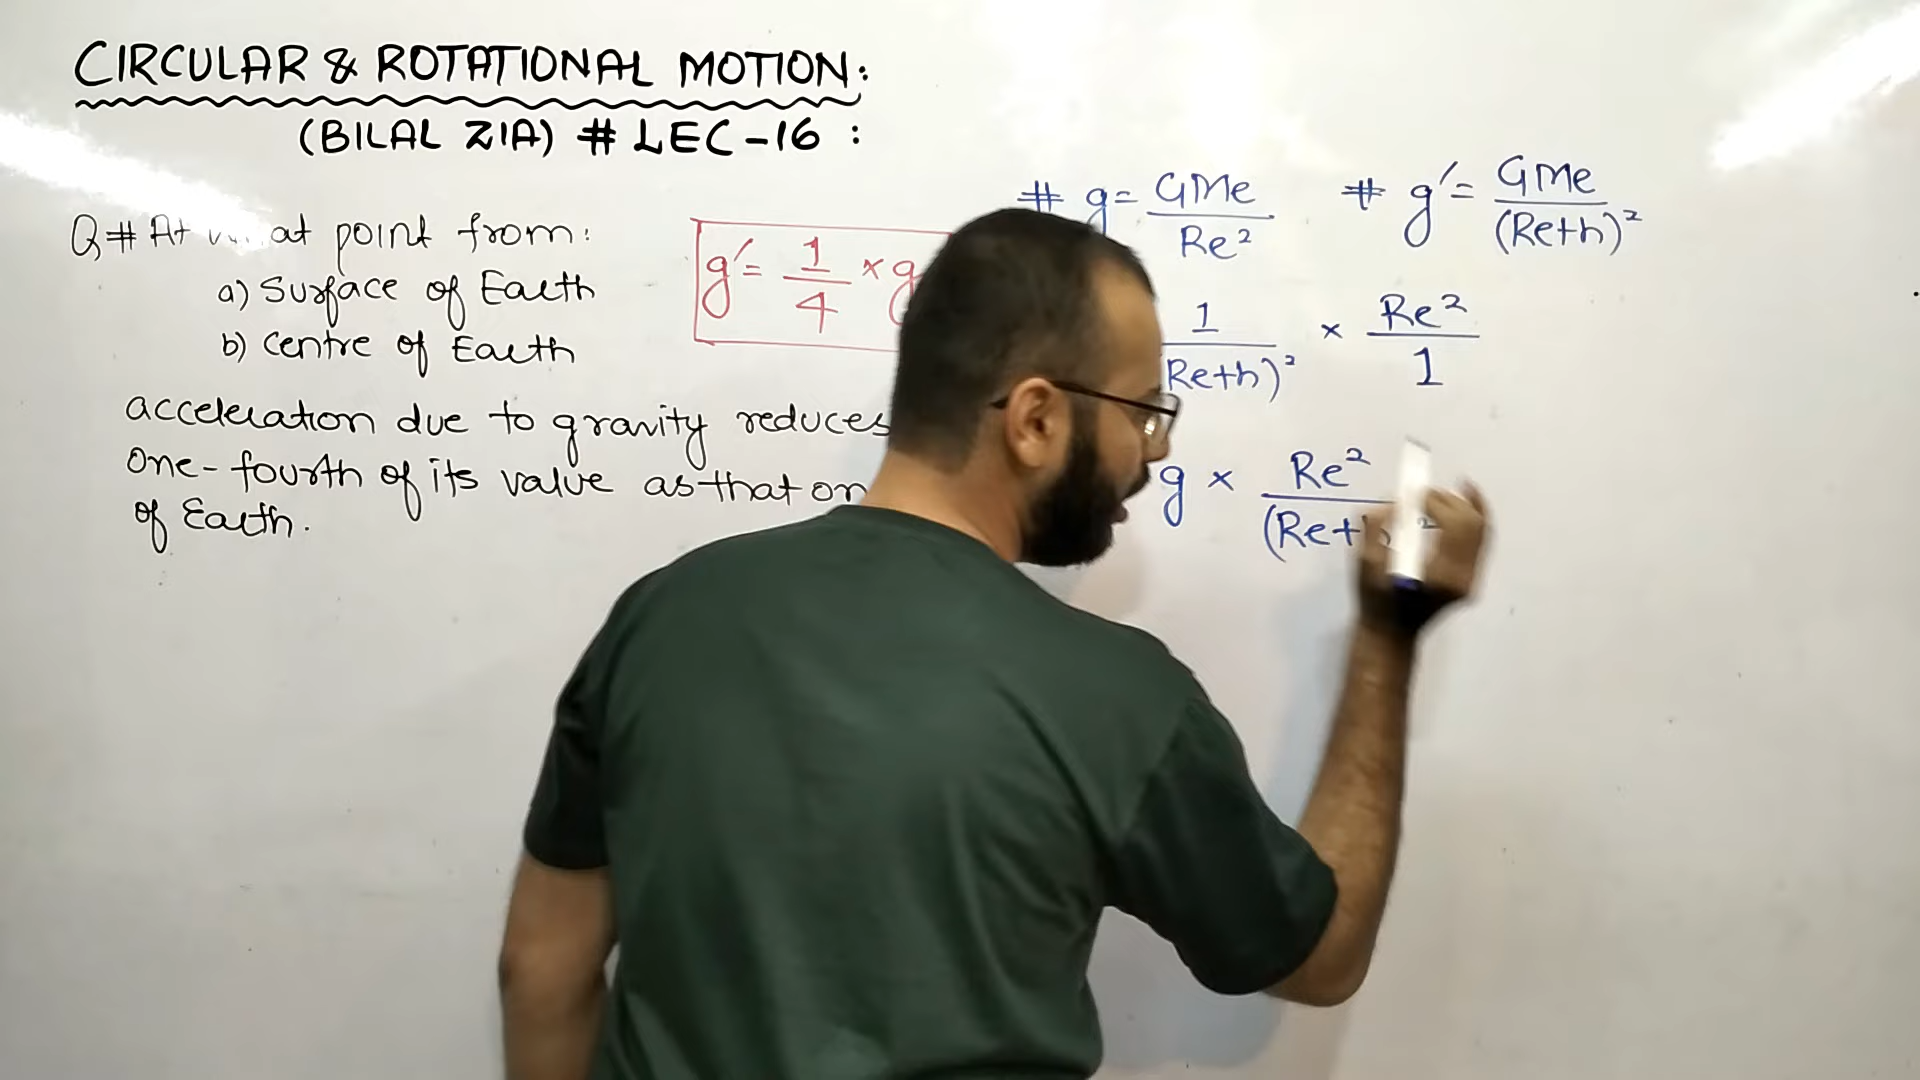 CIRCULAR & ROTATIONAL MOTION:
(BILAL ZIA) # LEC-16 :
Q# At point from:
a) Surface of Earth
b) Centre of Earth
acceleration due to gravity reduces
one-fourth of its value as that on
of Earth.
g′ = 1/4 × g
# g = GMe/Re²
# g′ = GMe/(Re+h)²
1/(Re+h)² × Re²/1
g × Re²/(Re+h)²